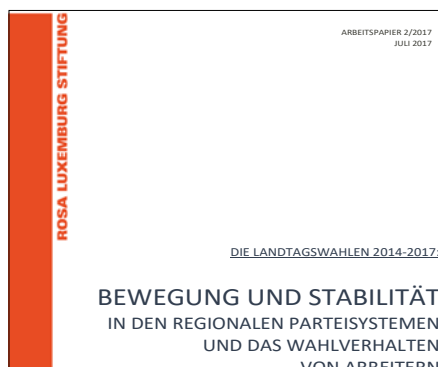 ROSA LUXEMBURG STIFTUNG
ARBEITSPAPIER 2/2017
JULI 2017
DIE LANDTAGSWAHLEN 2014-2017:
BEWEGUNG UND STABILITÄT
IN DEN REGIONALEN PARTEISYSTEMEN
UND DAS WAHLVERHALTEN
VON ARBEITERN